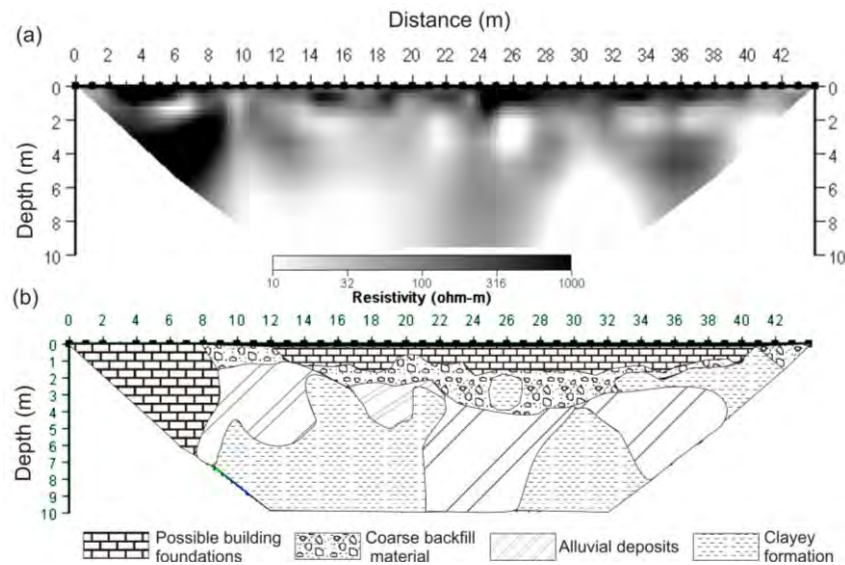 Distance (m)
(a)
0 2 4 6 8 10 12 14 16 18 20 22 24 26 28 30 32 34 36 38 40 42
Depth (m)
0
2
4
6
8
10
0
2
4
6
8
10
Depth (m)
10 32 100 316 1000
Resistivity (ohm-m)
(b)
0 2 4 6 8 10 12 14 16 18 20 22 24 26 28 30 32 34 36 38 40 42
Depth (m)
0
1
2
3
4
5
6
7
8
9
10
Possible building
foundations
Coarse backfill
material
Alluvial deposits
Clayey
formation